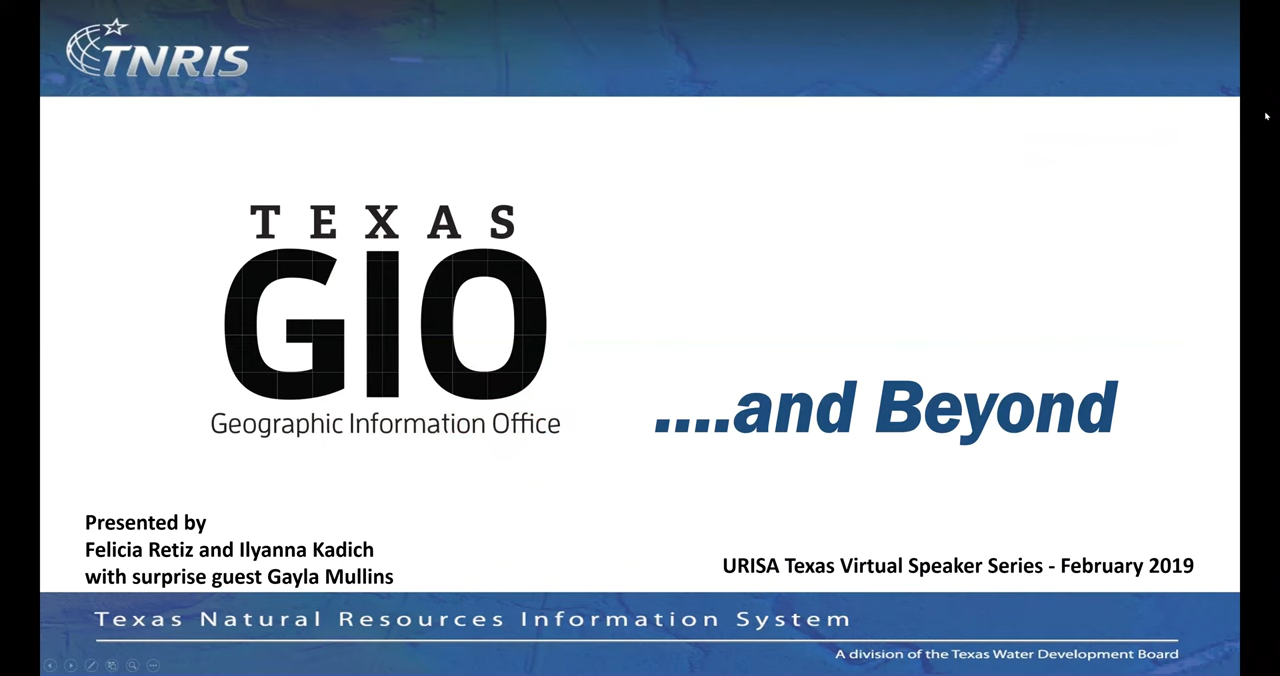 TNRIS
TEXAS
GIO
Geographic Information Office
....and Beyond
Presented by
Felicia Retiz and Ilyanna Kadich
with surprise guest Gayla Mullins
URISA Texas Virtual Speaker Series - February 2019
Texas Natural Resources Information System
A division of the Texas Water Development Board